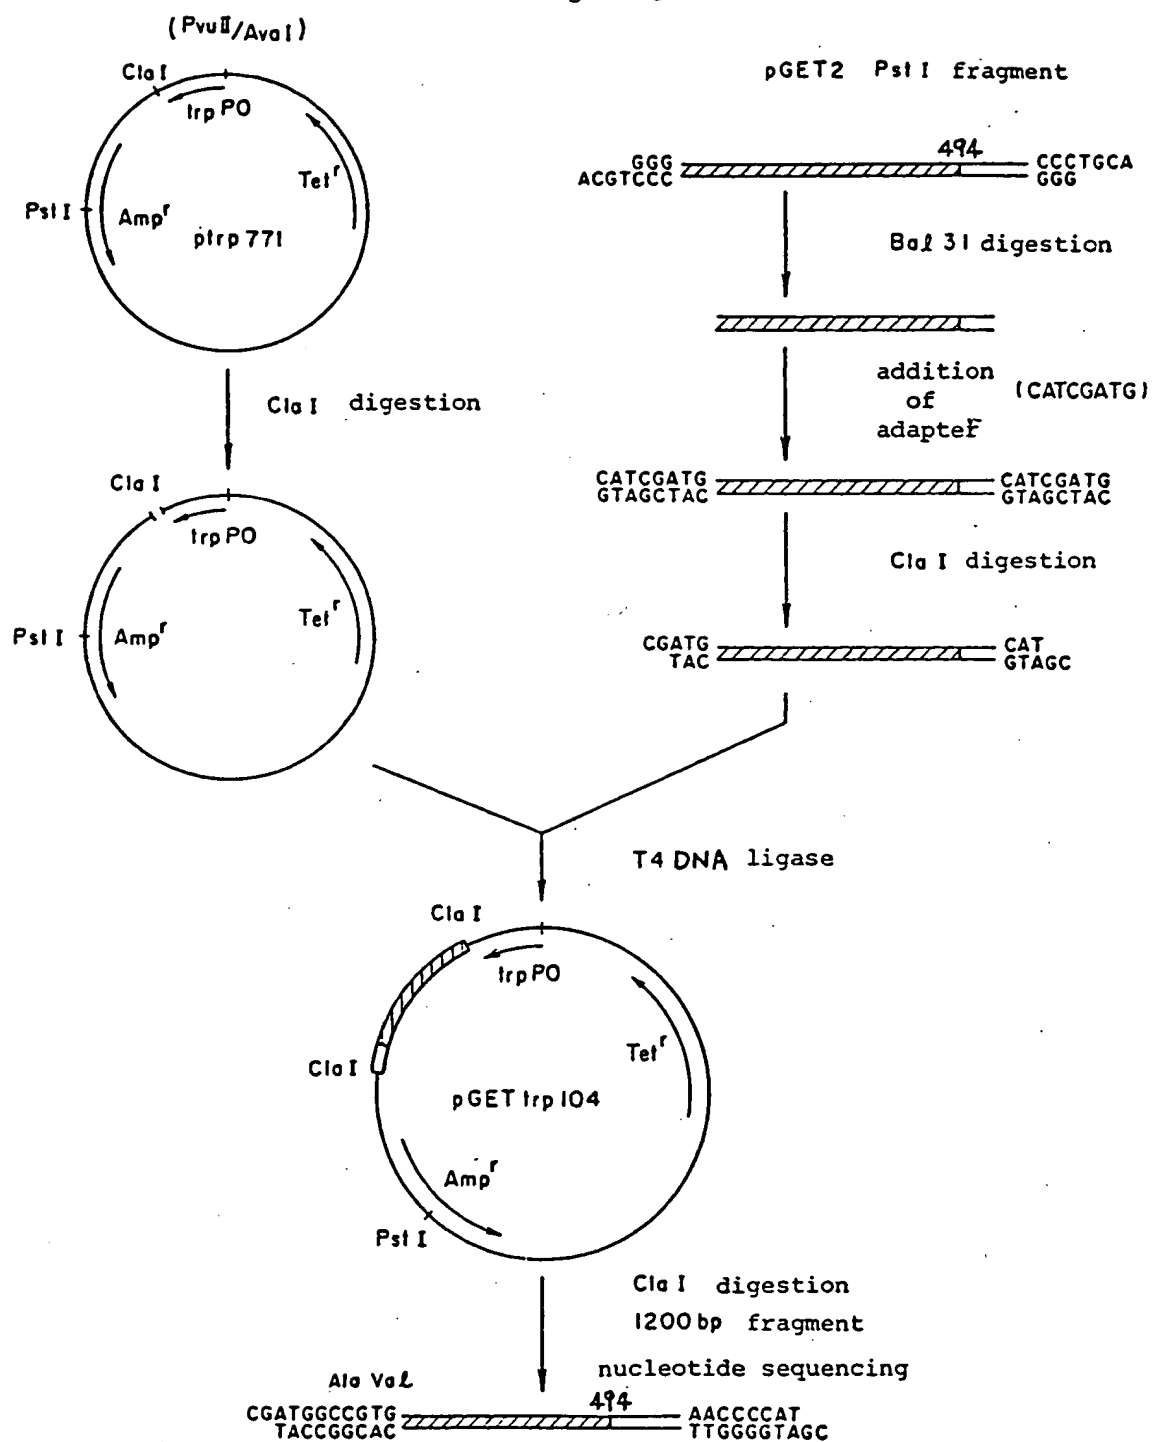 (PvuⅡ/AvaⅠ)
ClaⅠ
trp PO
Tetʳ
PstⅠ
Ampʳ
ptrp 771
pGET2 PstⅠ fragment
494
GGG
ACGTCCC
CCCTGCA
GGG
Bal 31 digestion
addition
of
adapter
(CATCGATG)
ClaⅠ digestion
CATCGATG
GTAGCTAC
CATCGATG
GTAGCTAC
ClaⅠ
trp PO
Tetʳ
PstⅠ
Ampʳ
ClaⅠ digestion
CGATG
TAC
CAT
GTAGC
T4 DNA ligase
ClaⅠ
trp PO
ClaⅠ
Tetʳ
pGET trp 104
Ampʳ
PstⅠ
ClaⅠ digestion
1200 bp fragment
nucleotide sequencing
Ala Val
494
CGATGGCCGTG
TACCGGCAC
AACCCCAT
TTGGGGTAGC